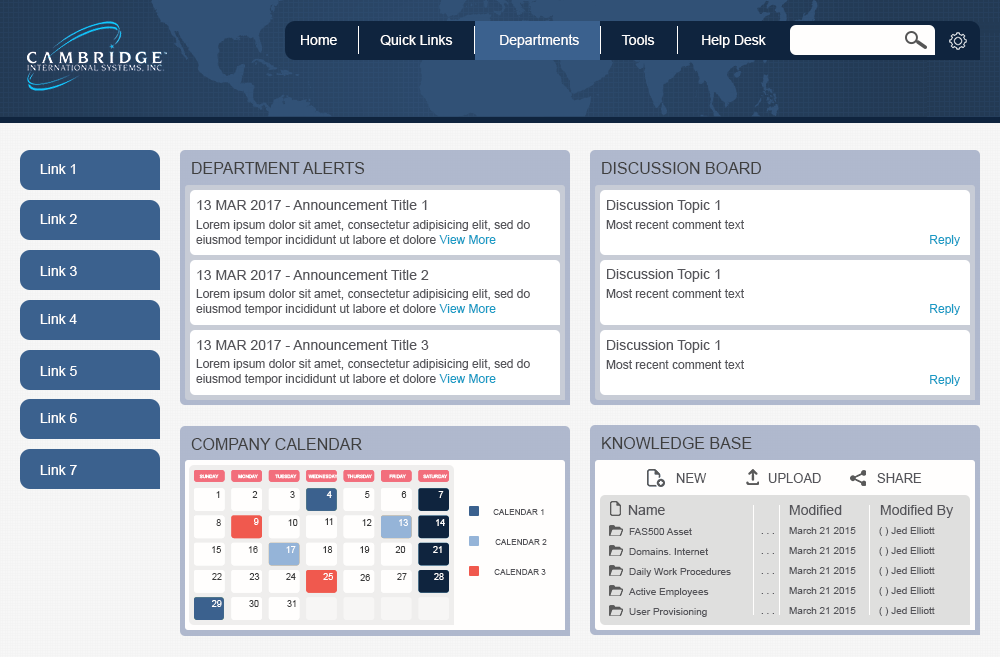 CAMBRIDGE
INTERNATIONAL SYSTEMS, INC.
Home
Quick Links
Departments
Tools
Help Desk
Link 1
Link 2
Link 3
Link 4
Link 5
Link 6
Link 7
DEPARTMENT ALERTS
13 MAR 2017 - Announcement Title 1
Lorem ipsum dolor sit amet, consectetur adipisicing elit, sed do
eiusmod tempor incididunt ut labore et dolore View More
13 MAR 2017 - Announcement Title 2
Lorem ipsum dolor sit amet, consectetur adipisicing elit, sed do
eiusmod tempor incididunt ut labore et dolore View More
13 MAR 2017 - Announcement Title 3
Lorem ipsum dolor sit amet, consectetur adipisicing elit, sed do
eiusmod tempor incididunt ut labore et dolore View More
DISCUSSION BOARD
Discussion Topic 1
Most recent comment text
Reply
Discussion Topic 1
Most recent comment text
Reply
Discussion Topic 1
Most recent comment text
Reply
COMPANY CALENDAR
SUNDAY MONDAY TUESDAY WEDNESDAY THURSDAY FRIDAY SATURDAY
1 2 3 4 5 6 7
8 9 10 11 12 13 14
15 16 17 18 19 20 21
22 23 24 25 26 27 28
29 30 31
CALENDAR 1
CALENDAR 2
CALENDAR 3
KNOWLEDGE BASE
NEW UPLOAD SHARE
Name Modified Modified By
FAS500 Asset . . . March 21 2015 ( ) Jed Elliott
Domains. Internet . . . March 21 2015 ( ) Jed Elliott
Daily Work Procedures . . . March 21 2015 ( ) Jed Elliott
Active Employees . . . March 21 2015 ( ) Jed Elliott
User Provisioning . . . March 21 2015 ( ) Jed Elliott